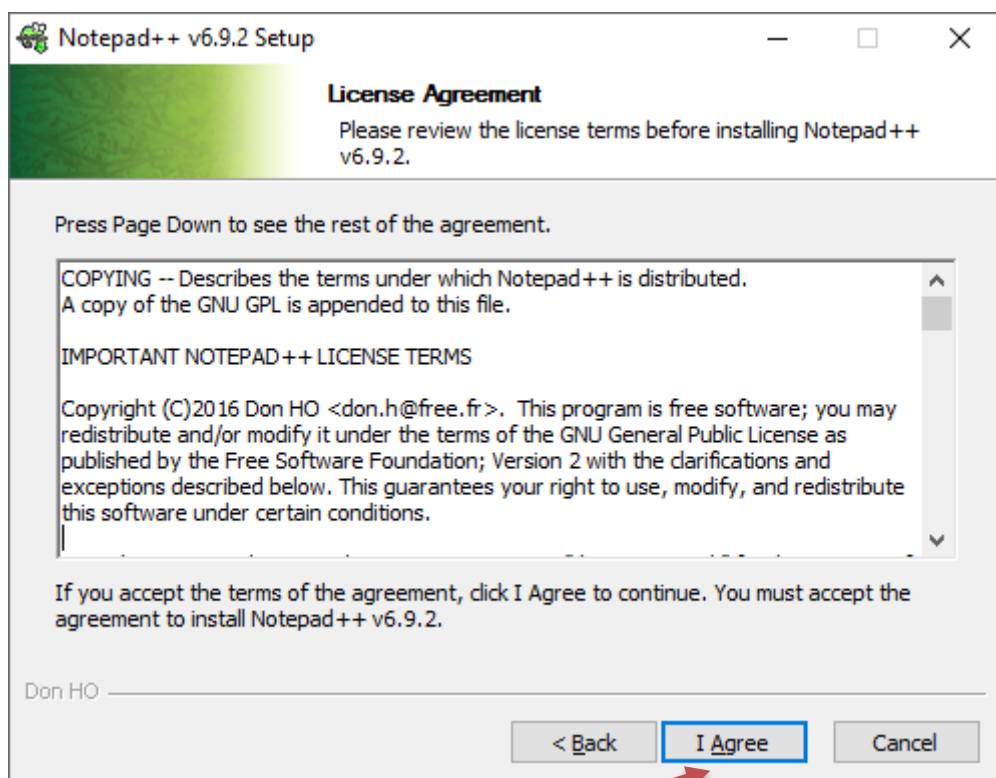 Notepad++ v6.9.2 Setup
License Agreement
Please review the license terms before installing Notepad++
v6.9.2.
Press Page Down to see the rest of the agreement.
COPYING -- Describes the terms under which Notepad++ is distributed.
A copy of the GNU GPL is appended to this file.
IMPORTANT NOTEPAD++ LICENSE TERMS
Copyright (C)2016 Don HO <don.h@free.fr>.  This program is free software; you may
redistribute and/or modify it under the terms of the GNU General Public License as
published by the Free Software Foundation; Version 2 with the clarifications and
exceptions described below. This guarantees your right to use, modify, and redistribute
this software under certain conditions.
If you accept the terms of the agreement, click I Agree to continue. You must accept the
agreement to install Notepad++ v6.9.2.
Don HO
< Back
I Agree
Cancel